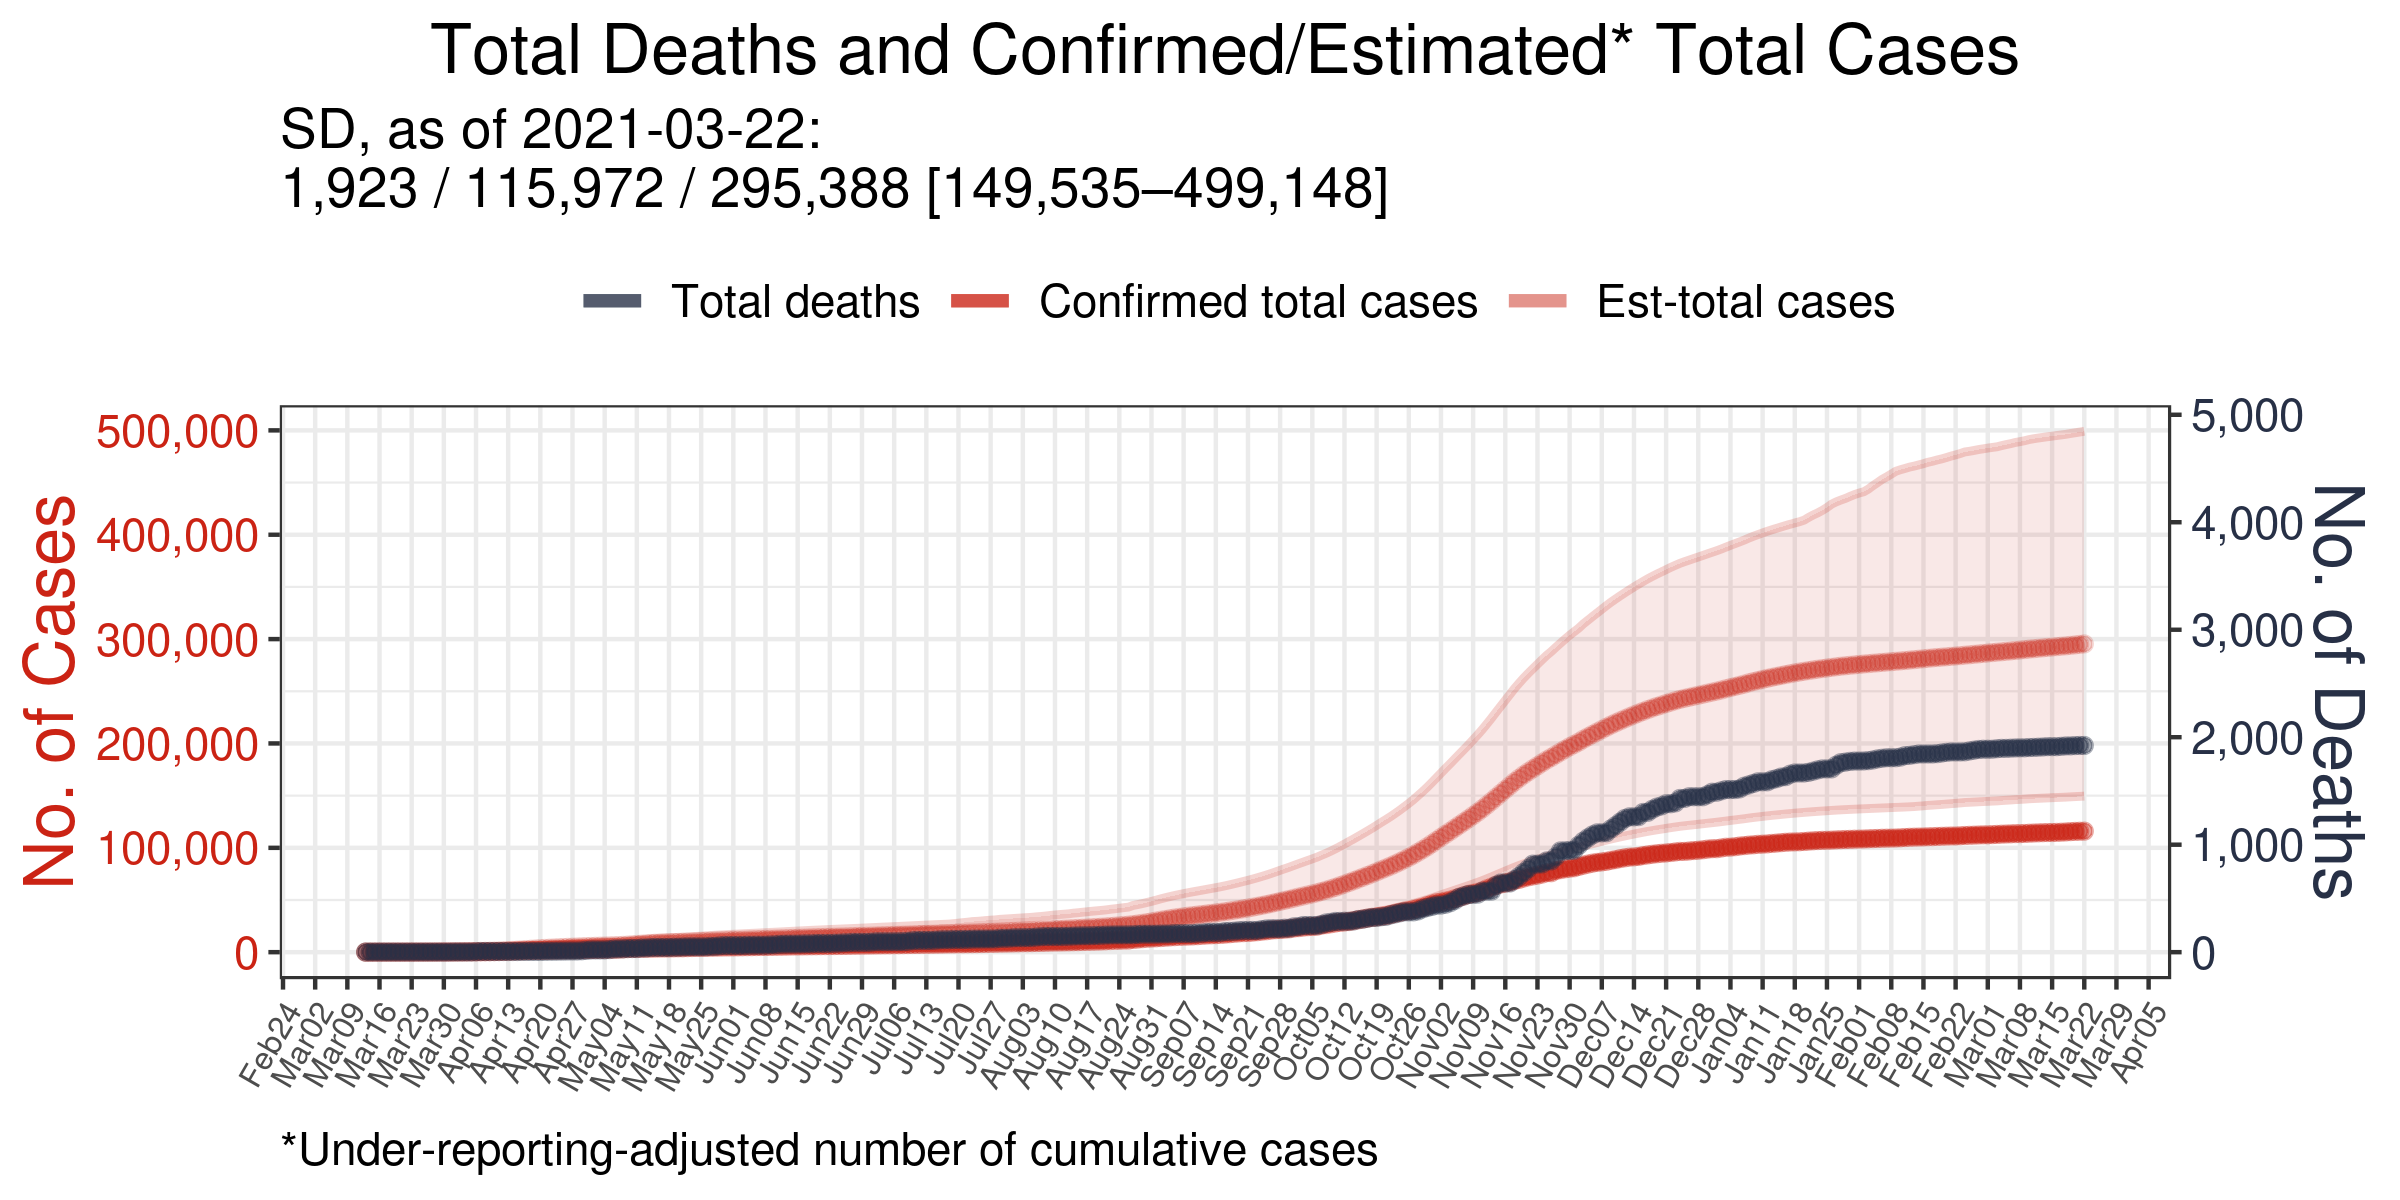 Total Deaths and Confirmed/Estimated* Total Cases
SD, as of 2021-03-22:
1,923 / 115,972 / 295,388 [149,535–499,148]
Total deaths
Confirmed total cases
Est-total cases
No. of Cases
500,000
400,000
300,000
200,000
100,000
0
5,000
4,000
3,000
2,000
1,000
0
No. of Deaths
Feb24
Mar02
Mar09
Mar16
Mar23
Mar30
Apr06
Apr13
Apr20
Apr27
May04
May11
May18
May25
Jun01
Jun08
Jun15
Jun22
Jun29
Jul06
Jul13
Jul20
Jul27
Aug03
Aug10
Aug17
Aug24
Aug31
Sep07
Sep14
Sep21
Sep28
Oct05
Oct12
Oct19
Oct26
Nov02
Nov09
Nov16
Nov23
Nov30
Dec07
Dec14
Dec21
Dec28
Jan04
Jan11
Jan18
Jan25
Feb01
Feb08
Feb15
Feb22
Mar01
Mar08
Mar15
Mar22
Mar29
Apr05
*Under-reporting-adjusted number of cumulative cases